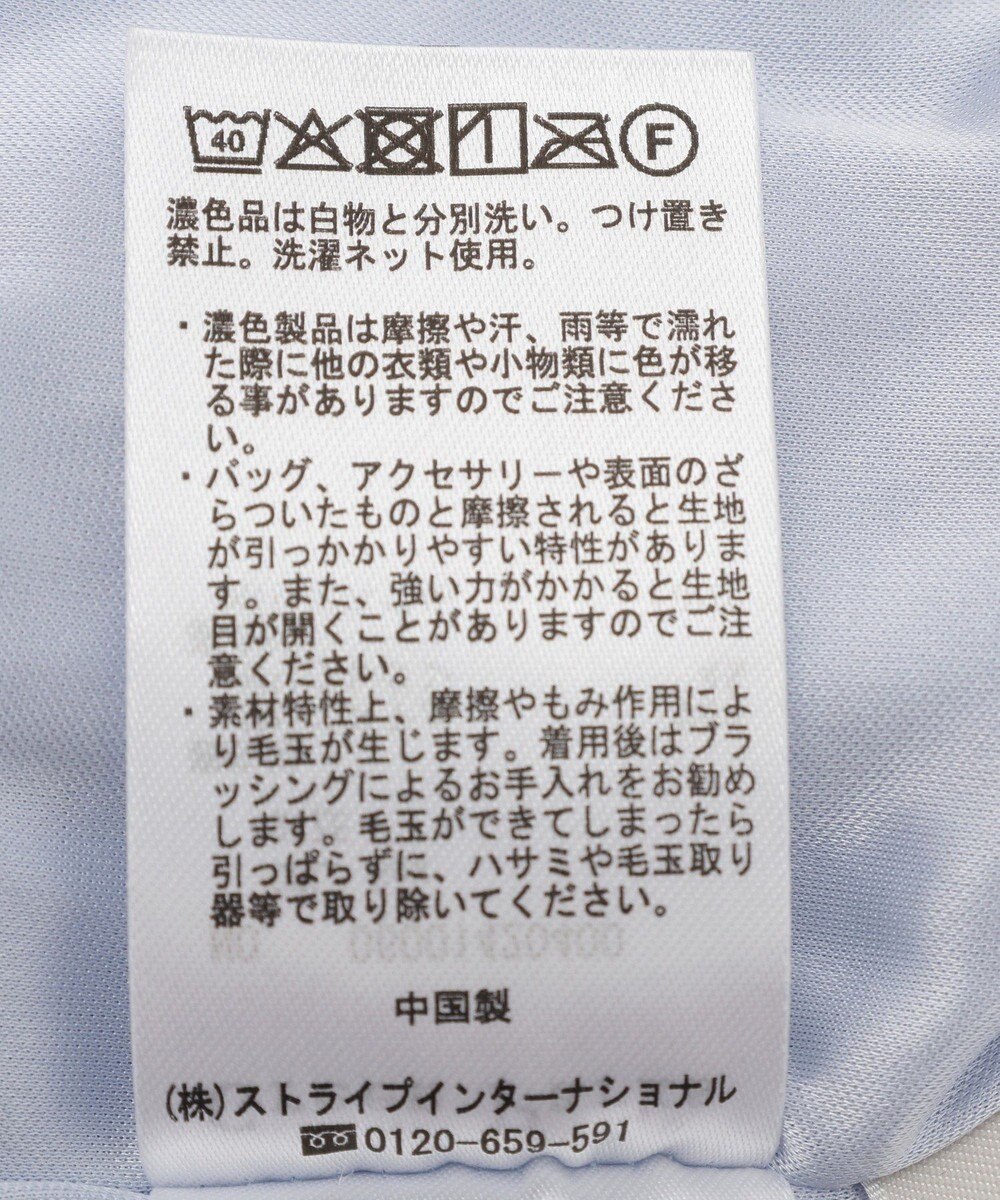 40 F
濃色品は白物と分別洗い。つけ置き
禁止。洗濯ネット使用。
・濃色製品は摩擦や汗、雨等で濡れ
た際に他の衣類や小物類に色が移
る事がありますのでご注意くださ
い。
・バッグ、アクセサリーや表面のざ
らついたものと摩擦されると生地
が引っかかりやすい特性がありま
す。また、強い力がかかると生地
目が開くことがありますのでご注
意ください。
・素材特性上、摩擦やもみ作用によ
り毛玉が生じます。着用後はブラ
ッシングによるお手入れをお勧め
します。毛玉ができてしまったら
引っぱらずに、ハサミや毛玉取り
器等で取り除いてください。
中国製
(株)ストライプインターナショナル
0120-659-591